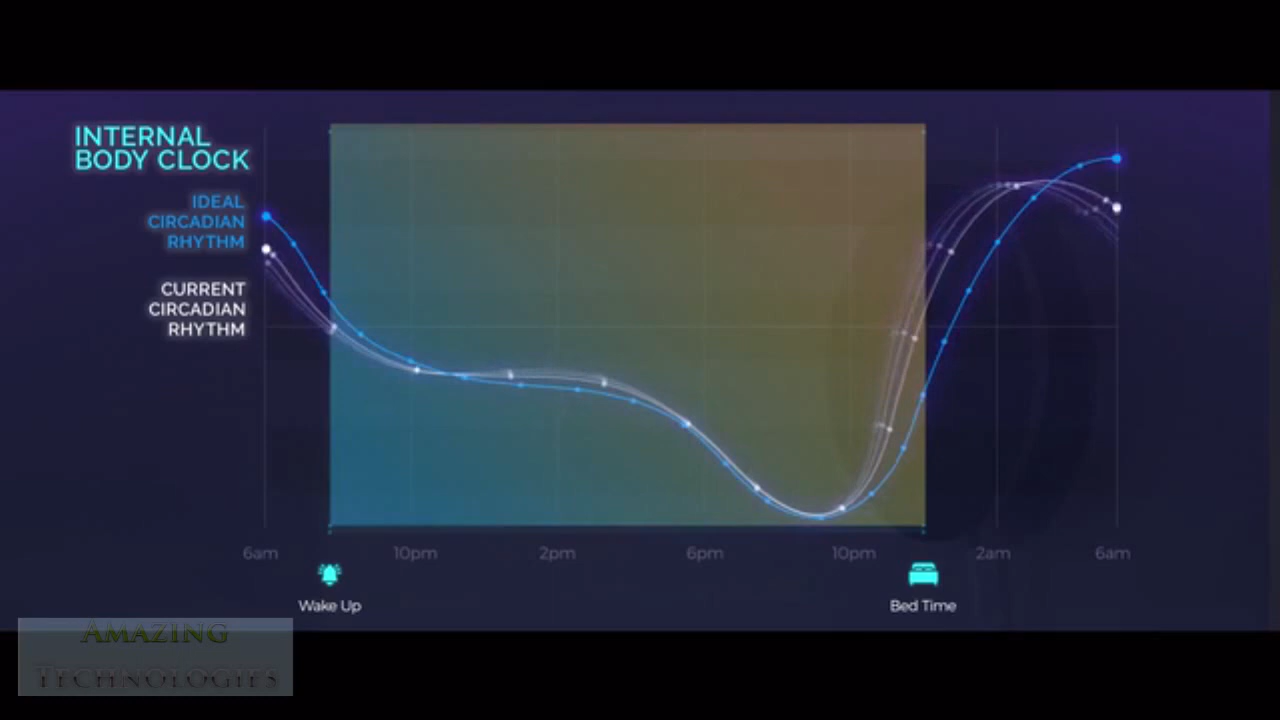 INTERNAL
BODY CLOCK
IDEAL
CIRCADIAN
RHYTHM
CURRENT
CIRCADIAN
RHYTHM
6am 10pm 2pm 6pm 10pm 2am 6am
Wake Up Bed Time
AMAZING
TECHNOLOGIES